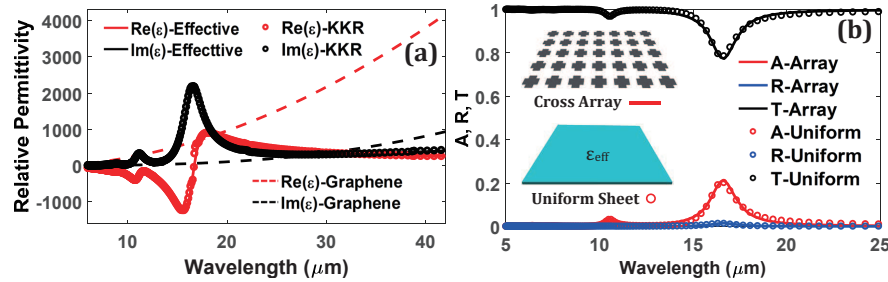 Re(ε)-Effective
Im(ε)-Effecttive
Re(ε)-KKR
Im(ε)-KKR
(a)
4000
3000
2000
1000
0
-1000
Relative Permittivity
Re(ε)-Graphene
Im(ε)-Graphene
10
20
30
40
Wavelength (μm)
(b)
1
0.8
0.6
0.4
0.2
0
A, R, T
Cross Array
εeff
Uniform Sheet
A-Array
R-Array
T-Array
A-Uniform
R-Uniform
T-Uniform
5
10
15
20
25
Wavelength (μm)